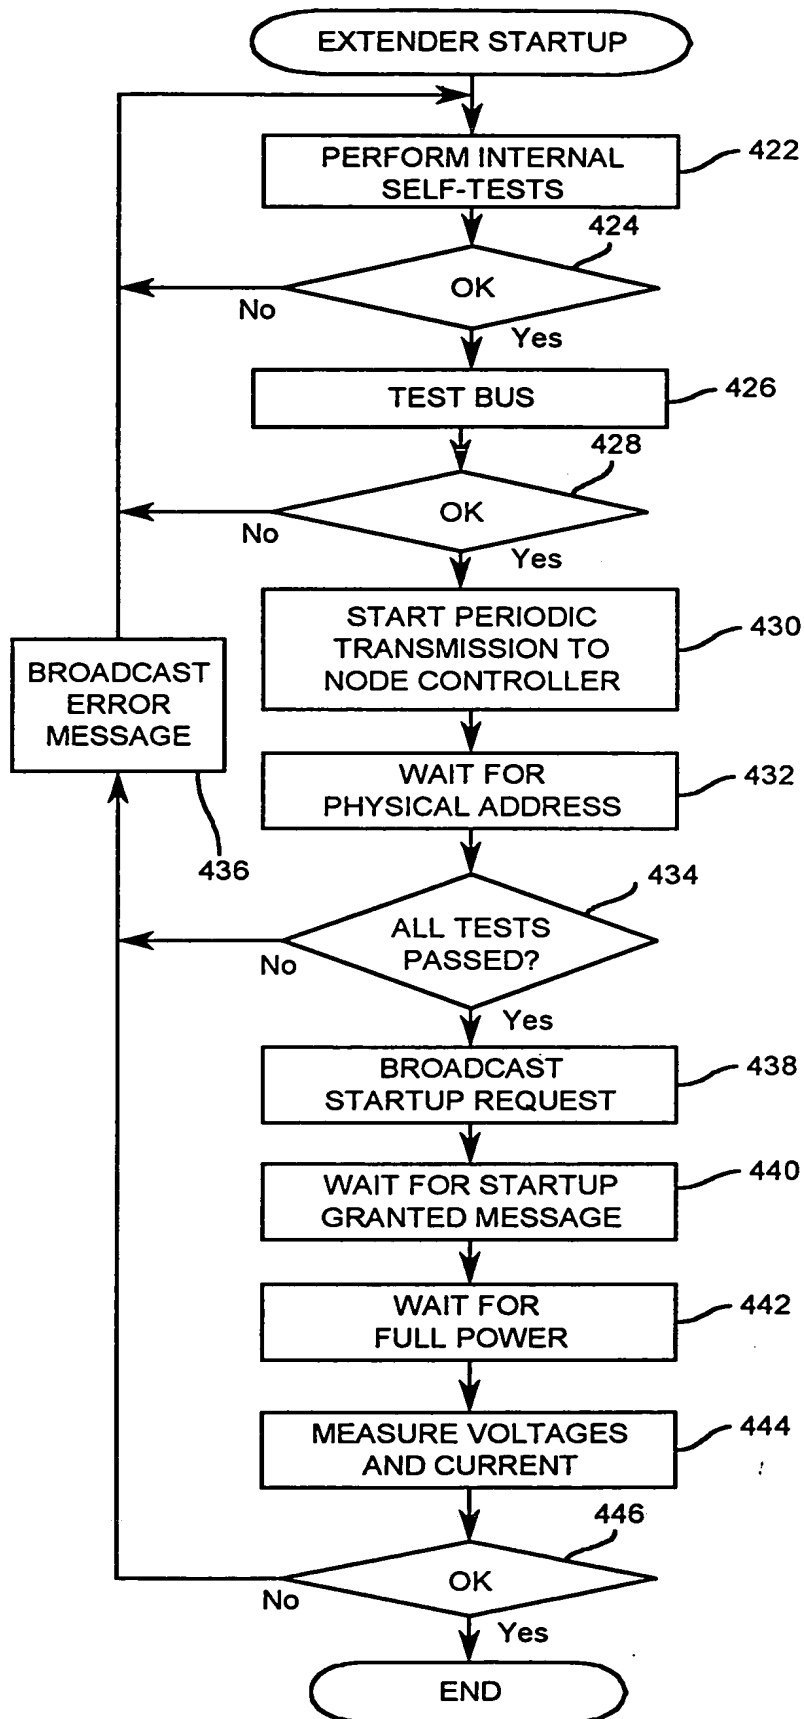 EXTENDER STARTUP
PERFORM INTERNAL
SELF-TESTS
422
424
OK
No
Yes
TEST BUS
426
428
OK
No
Yes
START PERIODIC
TRANSMISSION TO
NODE CONTROLLER
430
BROADCAST
ERROR
MESSAGE
436
WAIT FOR
PHYSICAL ADDRESS
432
434
ALL TESTS
PASSED?
No
Yes
BROADCAST
STARTUP REQUEST
438
WAIT FOR STARTUP
GRANTED MESSAGE
440
WAIT FOR
FULL POWER
442
MEASURE VOLTAGES
AND CURRENT
444
446
OK
No
Yes
END